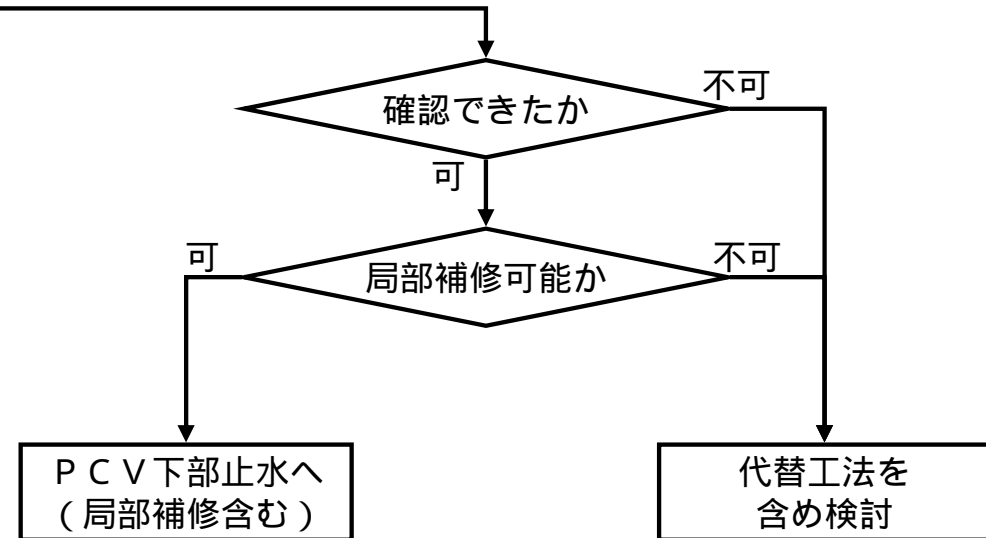 確認できたか
不可
可
可
局部補修可能か
不可
ＰＣＶ下部止水へ
（局部補修含む）
代替工法を
含め検討